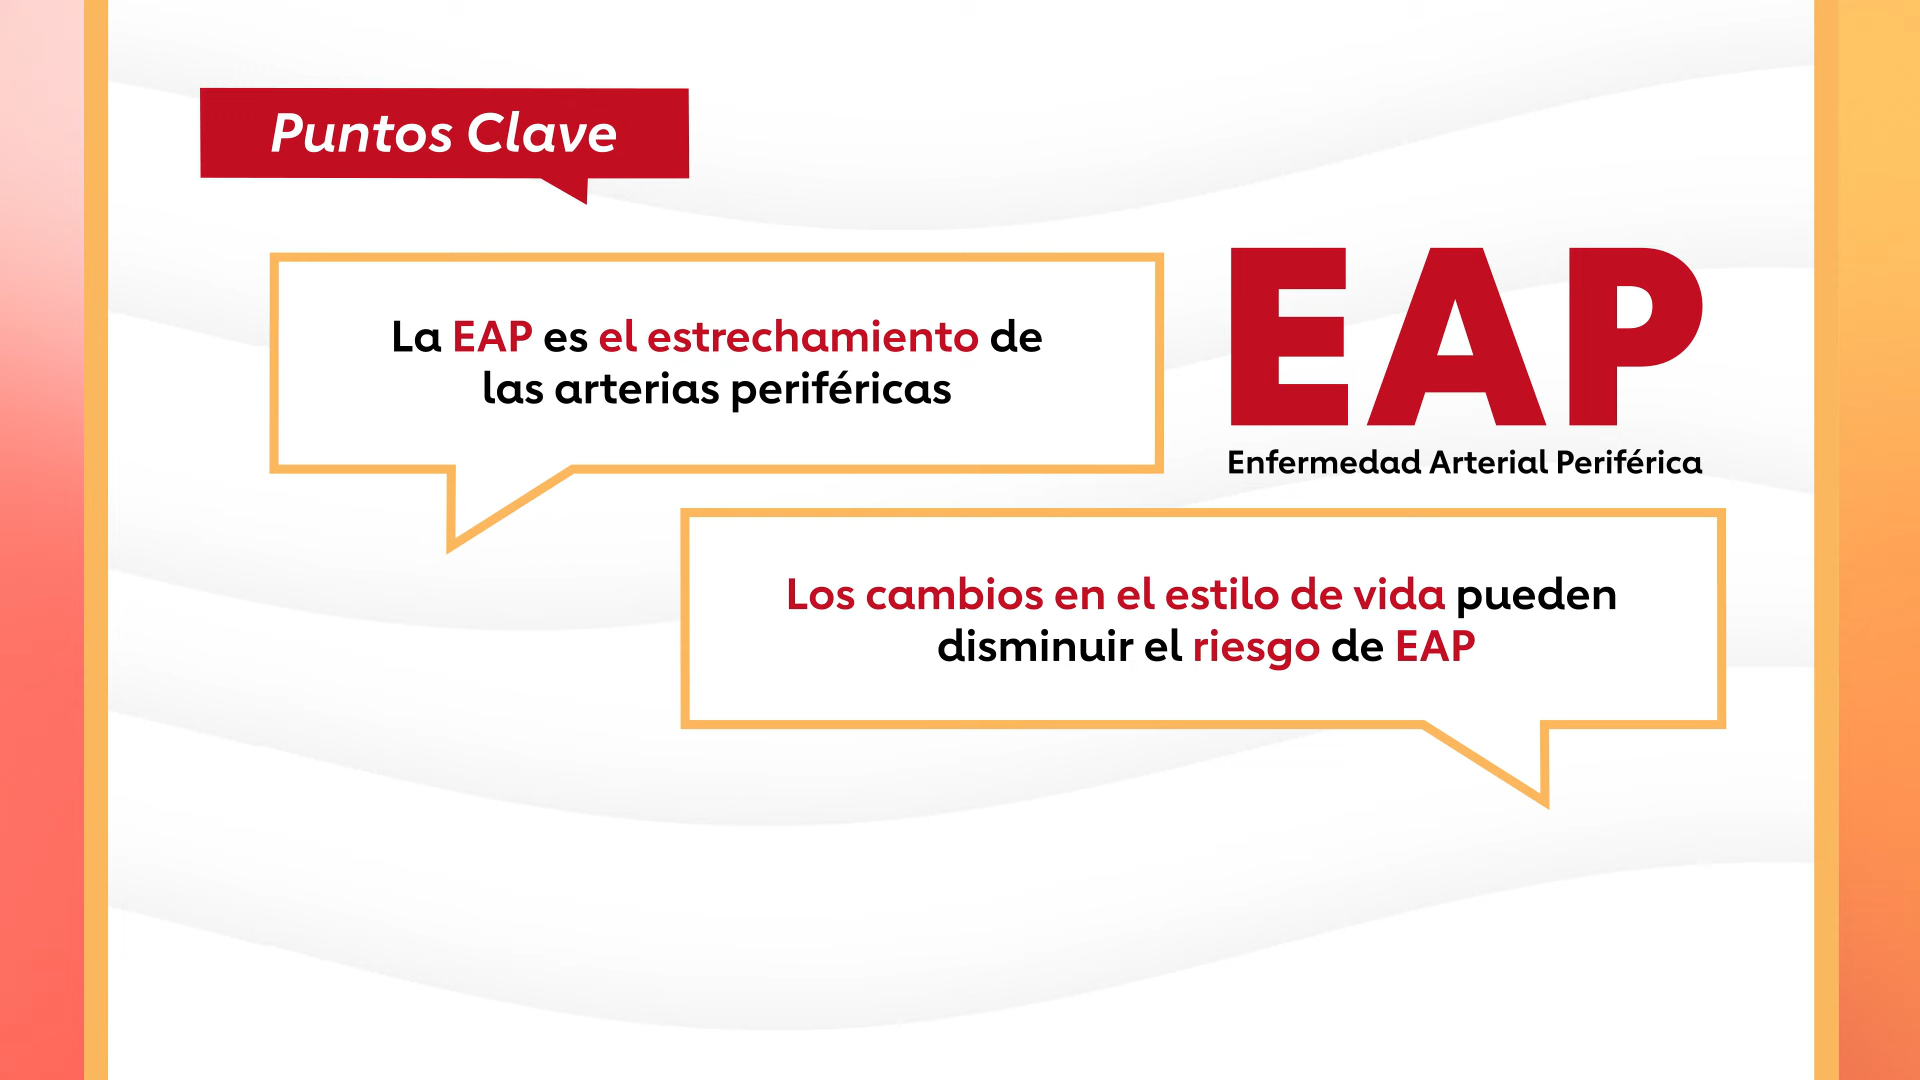 Puntos Clave
La EAP es el estrechamiento de
las arterias periféricas
EAP
Enfermedad Arterial Periférica
Los cambios en el estilo de vida pueden
disminuir el riesgo de EAP